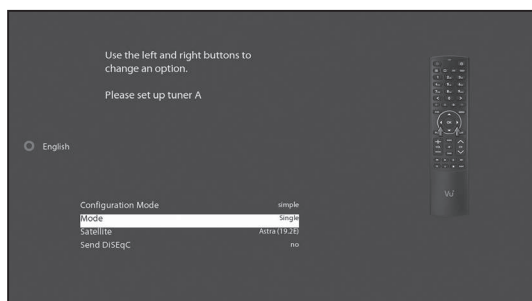 Use the left and right buttons to
change an option.
Please set up tuner A
English
Configuration Mode simple
Mode Single
Satellite Astra (19.2E)
Send DISEqC no
VU